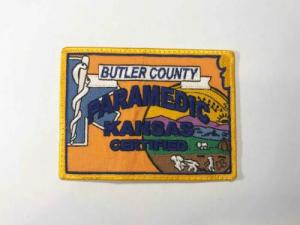 BUTLER COUNTY
PARAMEDIC
KANSAS
CERTIFIED